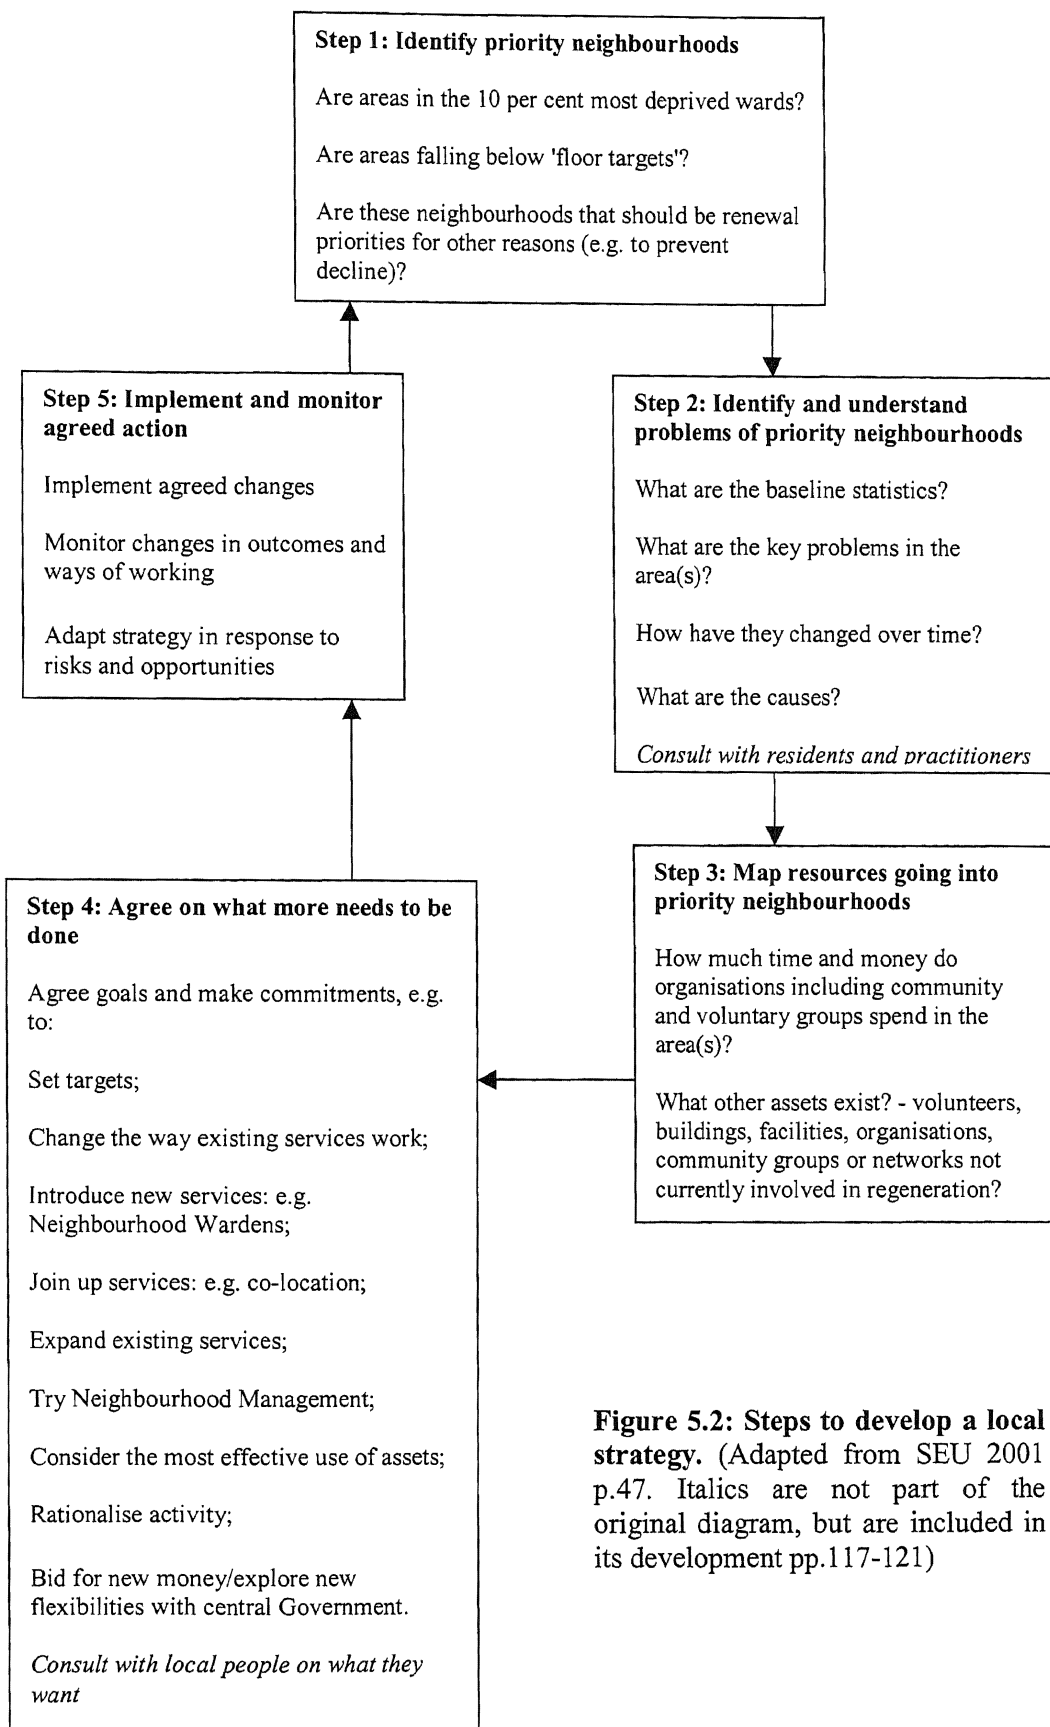 Step 1: Identify priority neighbourhoods
Are areas in the 10 per cent most deprived wards?
Are areas falling below 'floor targets'?
Are these neighbourhoods that should be renewal
priorities for other reasons (e.g. to prevent
decline)?
Step 2: Identify and understand
problems of priority neighbourhoods
What are the baseline statistics?
What are the key problems in the
area(s)?
How have they changed over time?
What are the causes?
Consult with residents and practitioners
Step 3: Map resources going into
priority neighbourhoods
How much time and money do
organisations including community
and voluntary groups spend in the
area(s)?
What other assets exist? - volunteers,
buildings, facilities, organisations,
community groups or networks not
currently involved in regeneration?
Step 4: Agree on what more needs to be
done
Agree goals and make commitments, e.g.
to:
Set targets;
Change the way existing services work;
Introduce new services: e.g.
Neighbourhood Wardens;
Join up services: e.g. co-location;
Expand existing services;
Try Neighbourhood Management;
Consider the most effective use of assets;
Rationalise activity;
Bid for new money/explore new
flexibilities with central Government.
Consult with local people on what they
want
Step 5: Implement and monitor
agreed action
Implement agreed changes
Monitor changes in outcomes and
ways of working
Adapt strategy in response to
risks and opportunities
Figure 5.2: Steps to develop a local
strategy. (Adapted from SEU 2001
p.47. Italics are not part of the
original diagram, but are included in
its development pp.117-121)